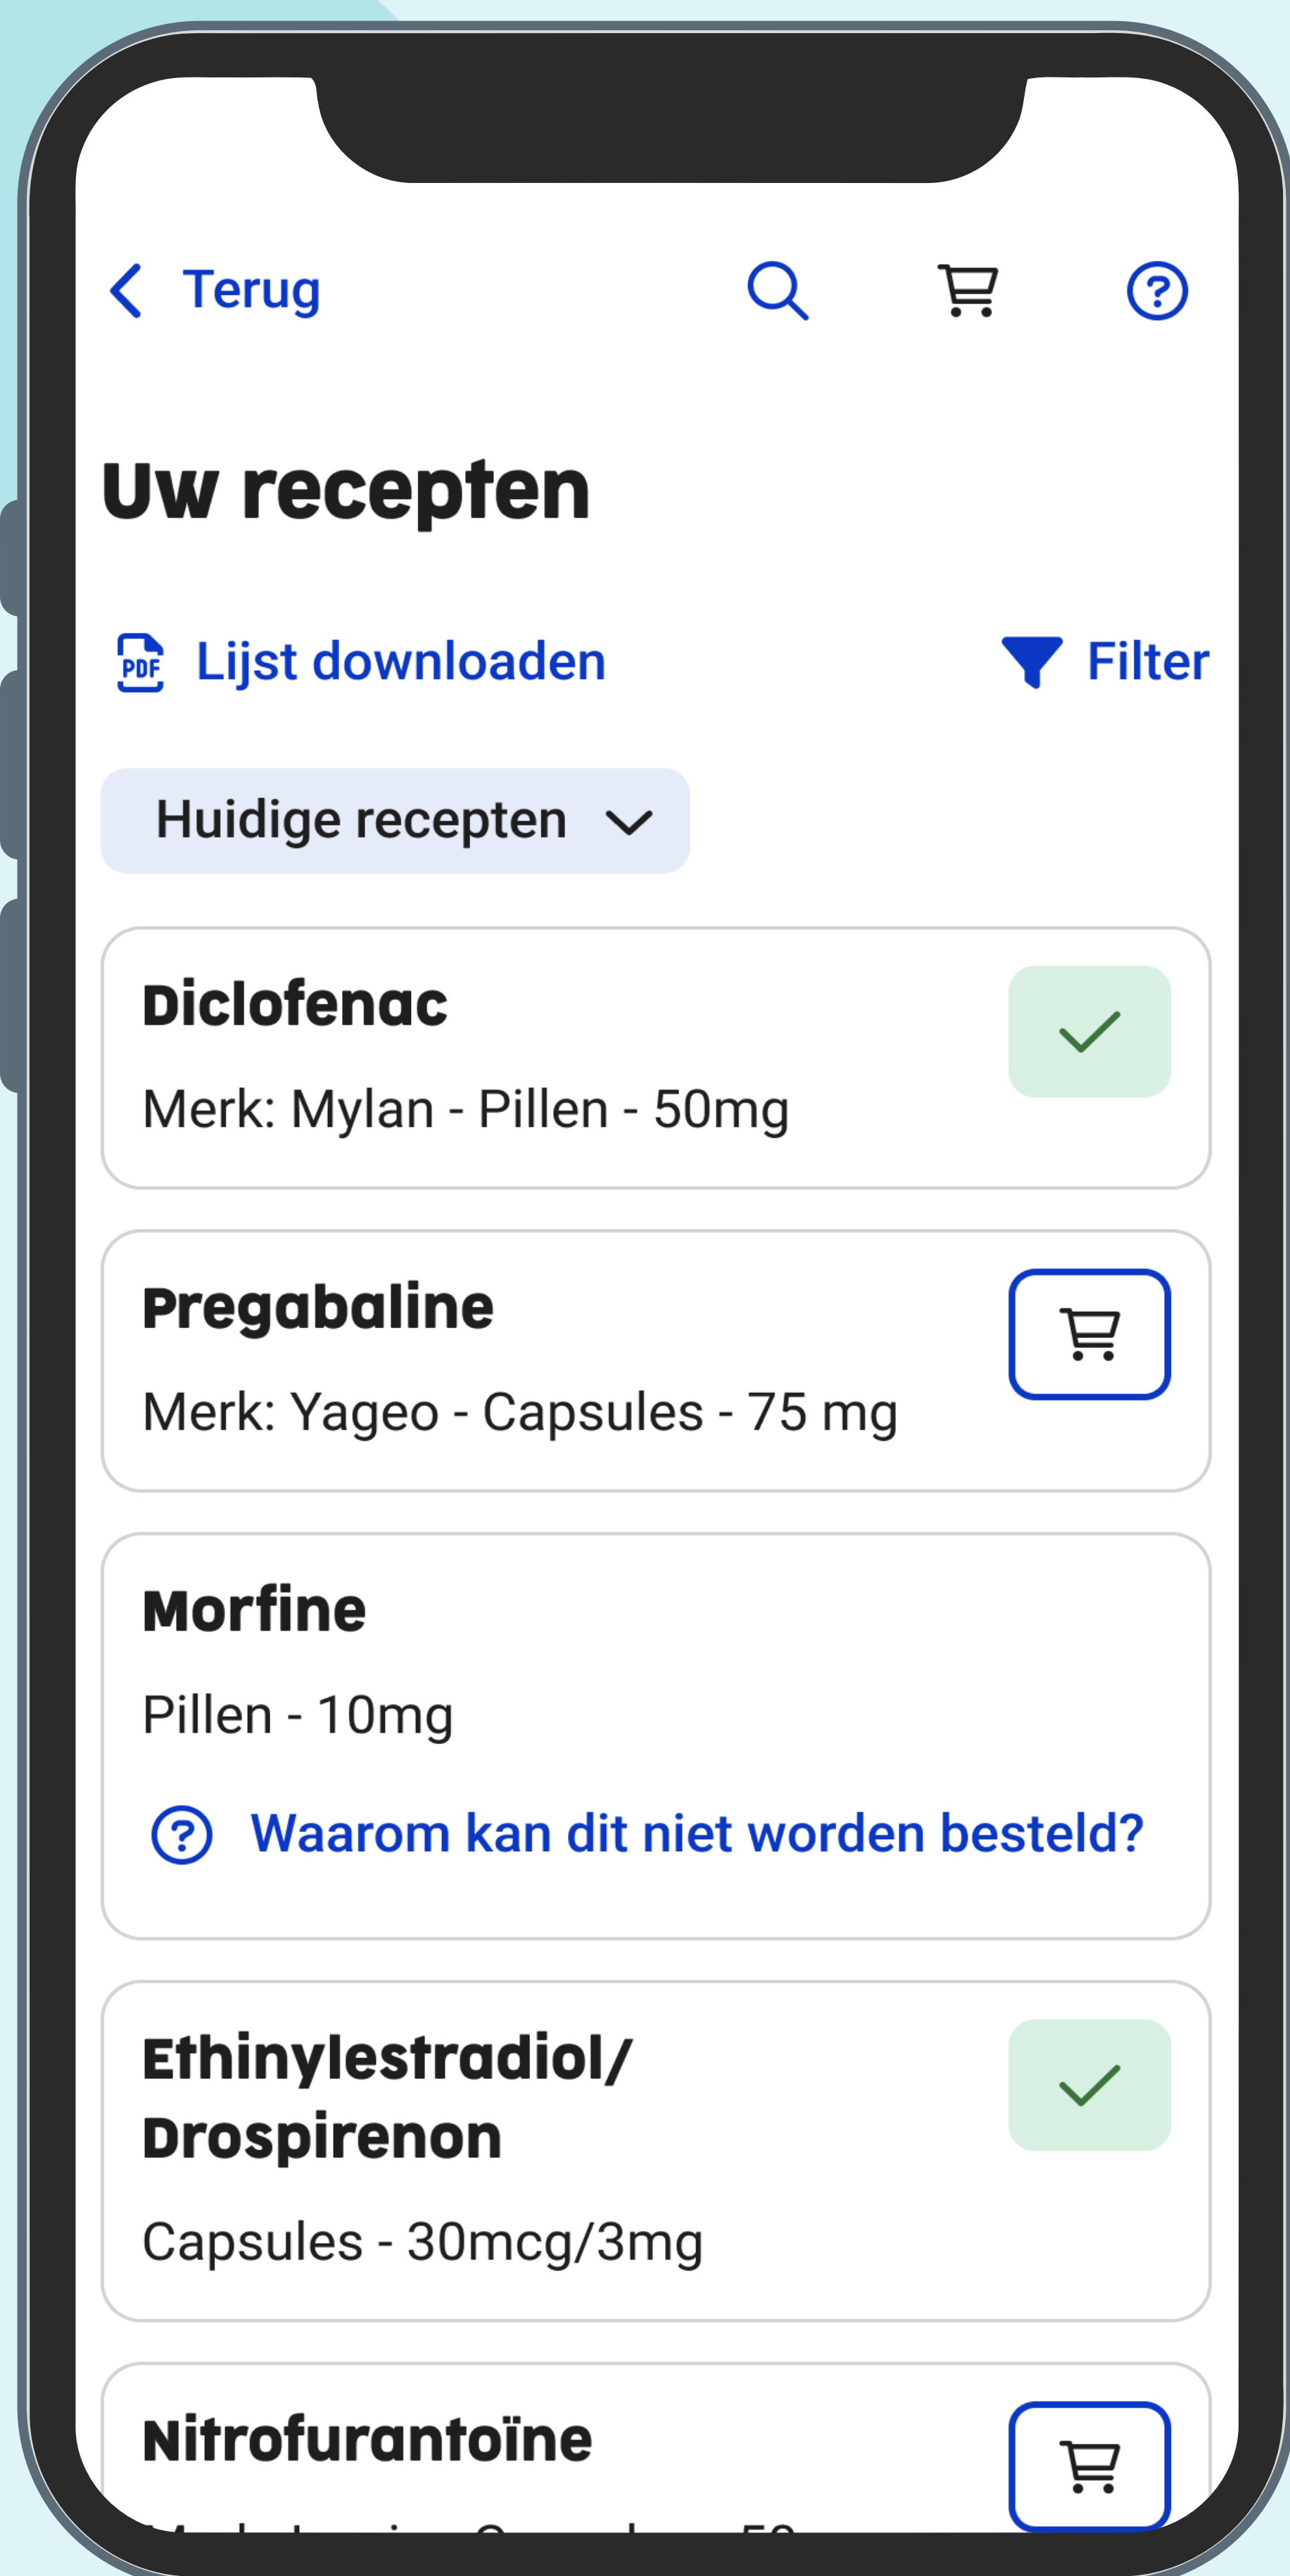 Terug
Uw recepten
PDF Lijst downloaden Filter
Huidige recepten
Diclofenac
Merk: Mylan - Pillen - 50mg
Pregabaline
Merk: Yageo - Capsules - 75 mg
Morfine
Pillen - 10mg
Waarom kan dit niet worden besteld?
Ethinylestradiol/
Drospirenon
Capsules - 30mcg/3mg
Nitrofurantoïne